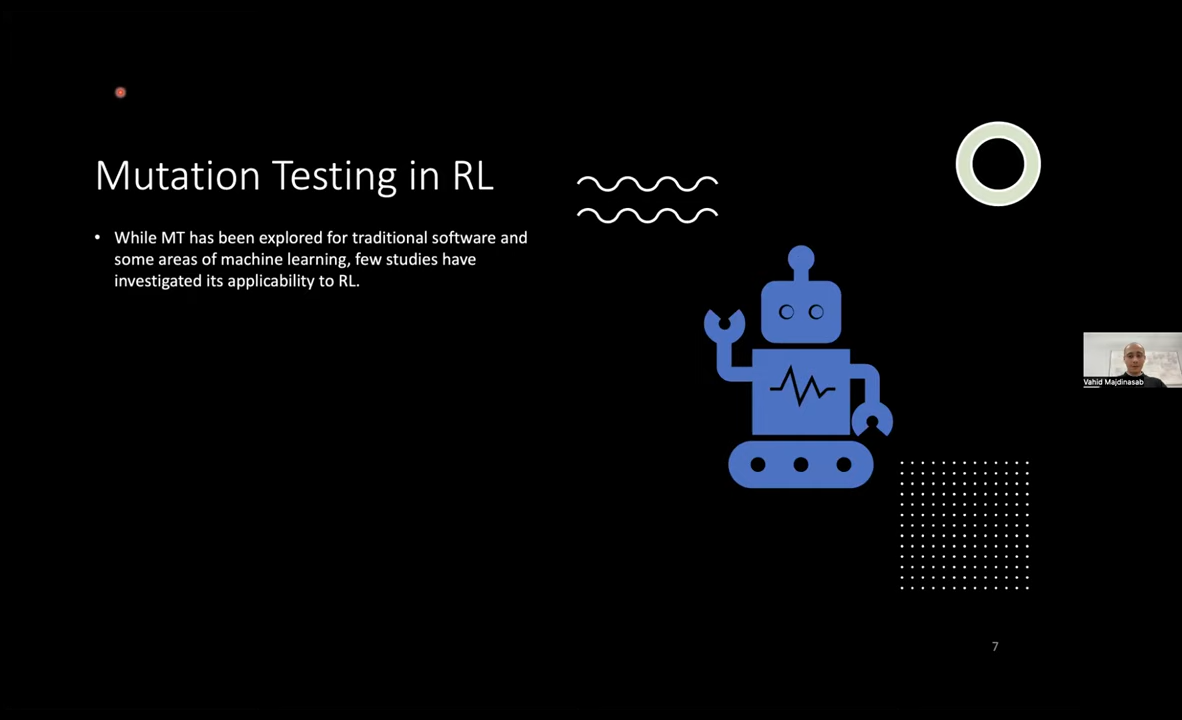 Mutation Testing in RL
• While MT has been explored for traditional software and
some areas of machine learning, few studies have
investigated its applicability to RL.
Vahid Majdinasab
7